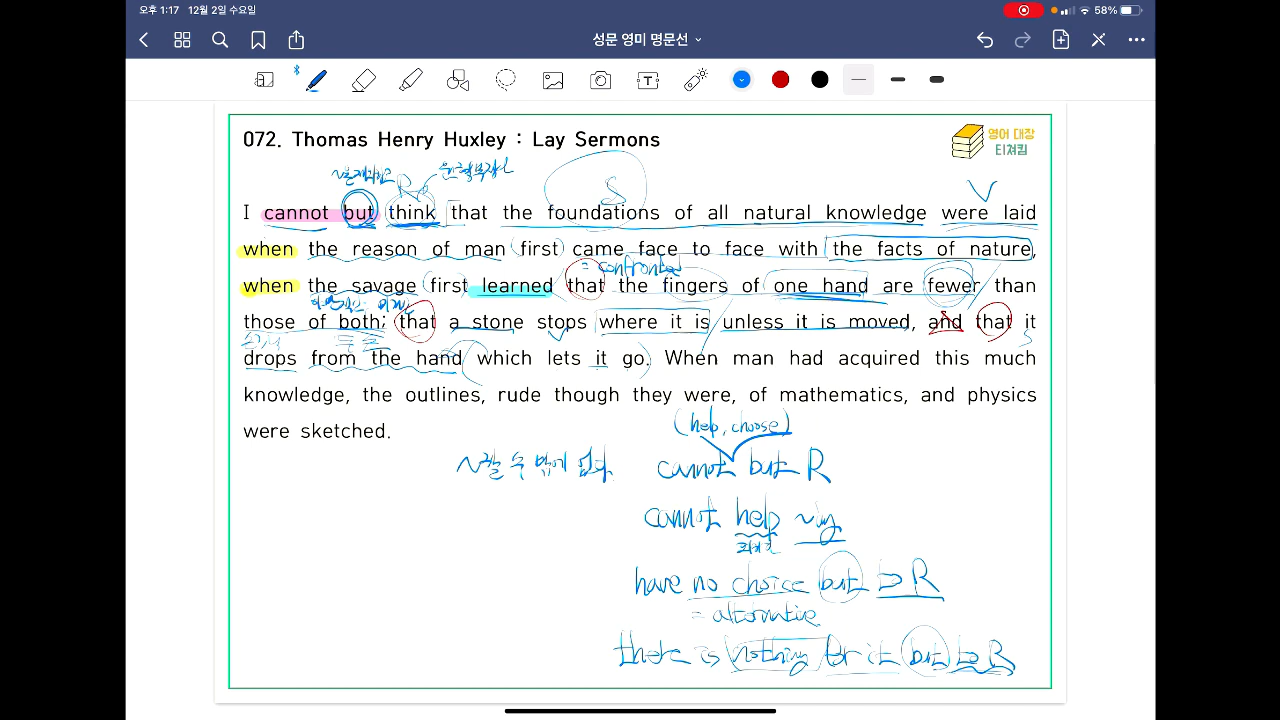 오후 1:17 12월 2일 수요일
58%
성문 영미 명문선
072. Thomas Henry Huxley : Lay Sermons
영어 대장
티쳐킴
S
V
I cannot but think that the foundations of all natural knowledge were laid
when the reason of man (first) came face to face with the facts of nature,
= confronted
when the savage first learned that the fingers of one hand are fewer than
those of both; that a stone stops where it is unless it is moved, and that it
S
drops from the hand (which lets it go.) When man had acquired this much
knowledge, the outlines, rude though they were, of mathematics, and physics
were sketched.
(help, choose)
~할 수 밖에 없다. cannot but R
cannot help ~ing
have no choice but to R
= alternative
there is nothing for it but to R